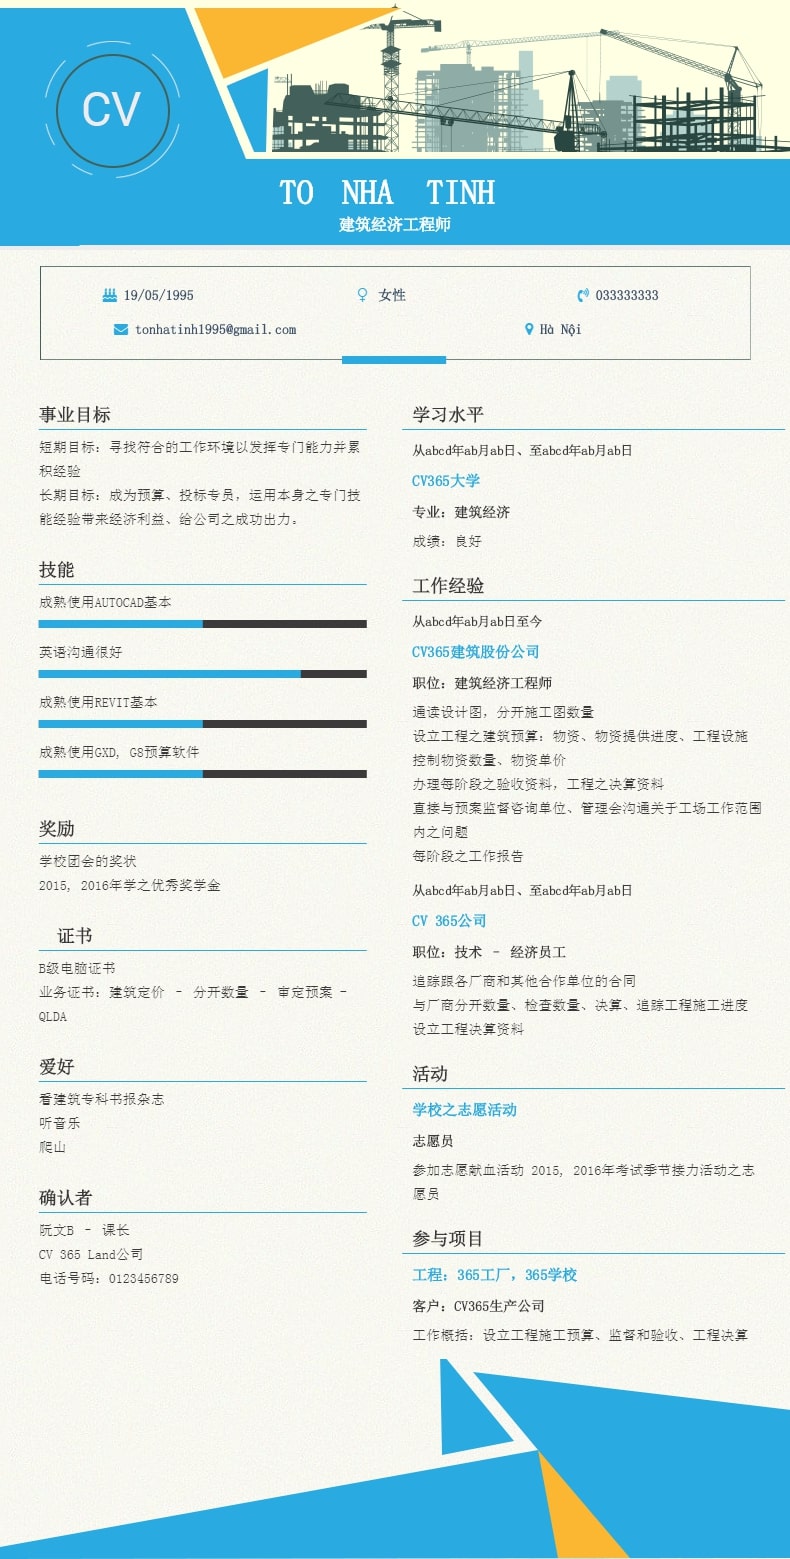 CV
TO NHA TINH
建筑经济工程师
19/05/1995
女性
033333333
tonhatinh1995@gmail.com
Hà Nội
事业目标
短期目标：寻找符合的工作环境以发挥专门能力并累
积经验
长期目标：成为预算、投标专员，运用本身之专门技
能经验带来经济利益、给公司之成功出力。
技能
成熟使用AUTOCAD基本
英语沟通很好
成熟使用REVIT基本
成熟使用GXD, G8预算软件
奖励
学校团会的奖状
2015, 2016年学之优秀奖学金
证书
B级电脑证书
业务证书：建筑定价 – 分开数量 – 审定预案 –
QLDA
爱好
看建筑专科书报杂志
听音乐
爬山
确认者
阮文B – 课长
CV 365 Land公司
电话号码：0123456789
学习水平
从abcd年ab月ab日、至abcd年ab月ab日
CV365大学
专业：建筑经济
成绩：良好
工作经验
从abcd年ab月ab日至今
CV365建筑股份公司
职位：建筑经济工程师
通读设计图，分开施工图数量
设立工程之建筑预算：物资、物资提供进度、工程设施
控制物资数量、物资单价
办理每阶段之验收资料，工程之决算资料
直接与预案监督咨询单位、管理会沟通关于工场工作范围
内之问题
每阶段之工作报告
从abcd年ab月ab日、至abcd年ab月ab日
CV 365公司
职位：技术 – 经济员工
追踪跟各厂商和其他合作单位的合同
与厂商分开数量、检查数量、决算、追踪工程施工进度
设立工程决算资料
活动
学校之志愿活动
志愿员
参加志愿献血活动 2015, 2016年考试季节接力活动之志
愿员
参与项目
工程：365工厂，365学校
客户：CV365生产公司
工作概括：设立工程施工预算、监督和验收、工程决算